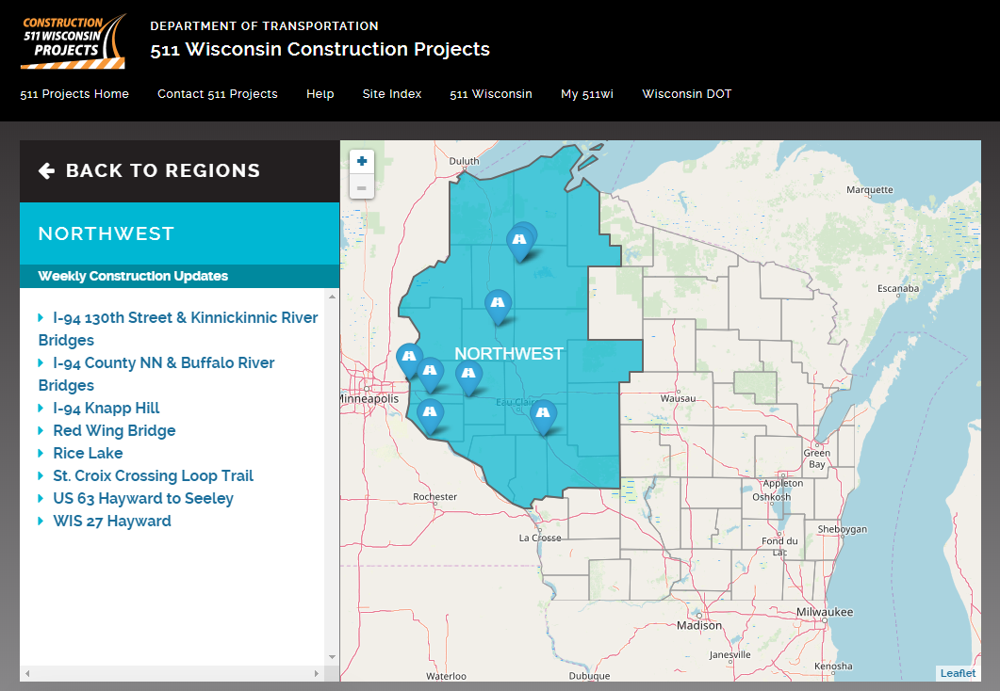 CONSTRUCTION
511 WISCONSIN
PROJECTS
DEPARTMENT OF TRANSPORTATION
511 Wisconsin Construction Projects
511 Projects Home Contact 511 Projects Help Site Index 511 Wisconsin My 511wi Wisconsin DOT
BACK TO REGIONS
NORTHWEST
Weekly Construction Updates
I-94 130th Street & Kinnickinnic River
Bridges
I-94 County NN & Buffalo River
Bridges
I-94 Knapp Hill
Red Wing Bridge
Rice Lake
St. Croix Crossing Loop Trail
US 63 Hayward to Seeley
WIS 27 Hayward
+
−
Duluth
Marquette
Escanaba
NORTHWEST
Minneapolis
Eau Claire
Wausau
Green
Bay
Appleton
Oshkosh
Rochester
La Crosse
Sheboygan
Fond du
Lac
Milwaukee
Madison
Janesville
Kenosha
Waterloo
Dubuque
Leaflet